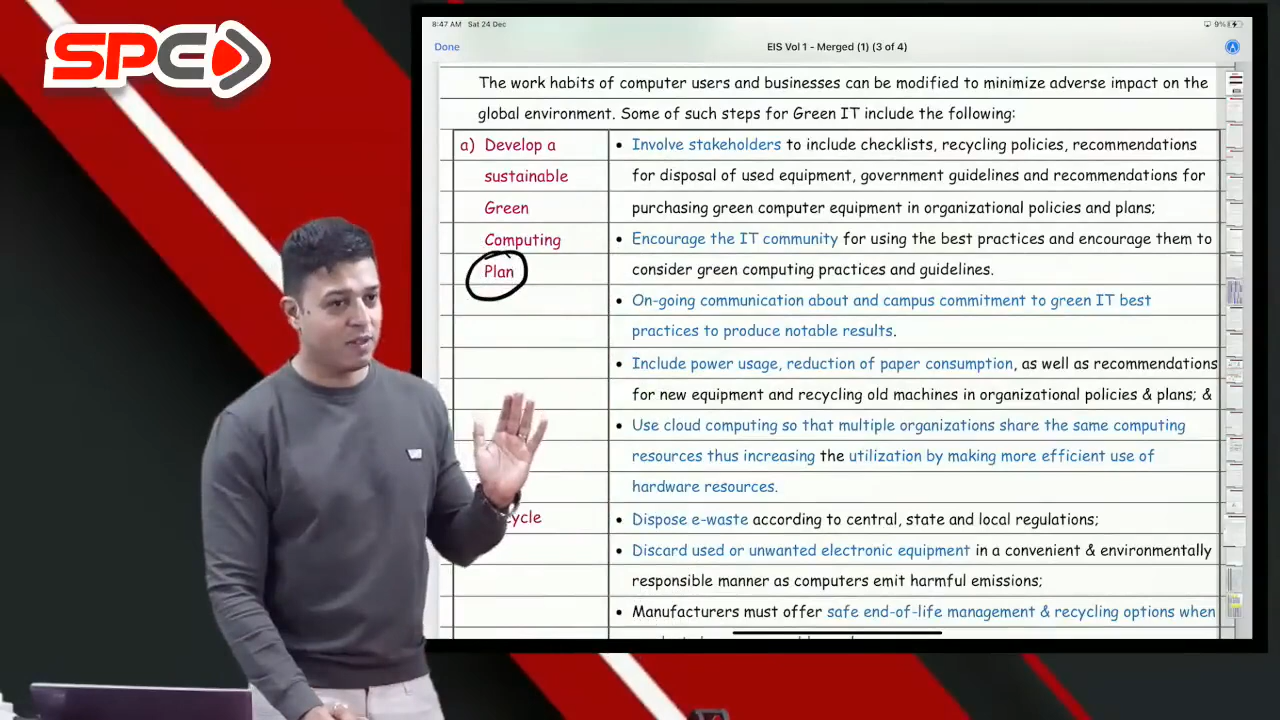 SPC
8:47 AM Sat 24 Dec
9%
Done
EIS Vol 1 - Merged (1) (3 of 4)
The work habits of computer users and businesses can be modified to minimize adverse impact on the
global environment. Some of such steps for Green IT include the following:
a) Develop a
sustainable
Green
Computing
Plan
• Involve stakeholders to include checklists, recycling policies, recommendations
for disposal of used equipment, government guidelines and recommendations for
purchasing green computer equipment in organizational policies and plans;
• Encourage the IT community for using the best practices and encourage them to
consider green computing practices and guidelines.
• On-going communication about and campus commitment to green IT best
practices to produce notable results.
• Include power usage, reduction of paper consumption, as well as recommendations
for new equipment and recycling old machines in organizational policies & plans; &
• Use cloud computing so that multiple organizations share the same computing
resources thus increasing the utilization by making more efficient use of
hardware resources.
cycle
• Dispose e-waste according to central, state and local regulations;
• Discard used or unwanted electronic equipment in a convenient & environmentally
responsible manner as computers emit harmful emissions;
• Manufacturers must offer safe end-of-life management & recycling options when